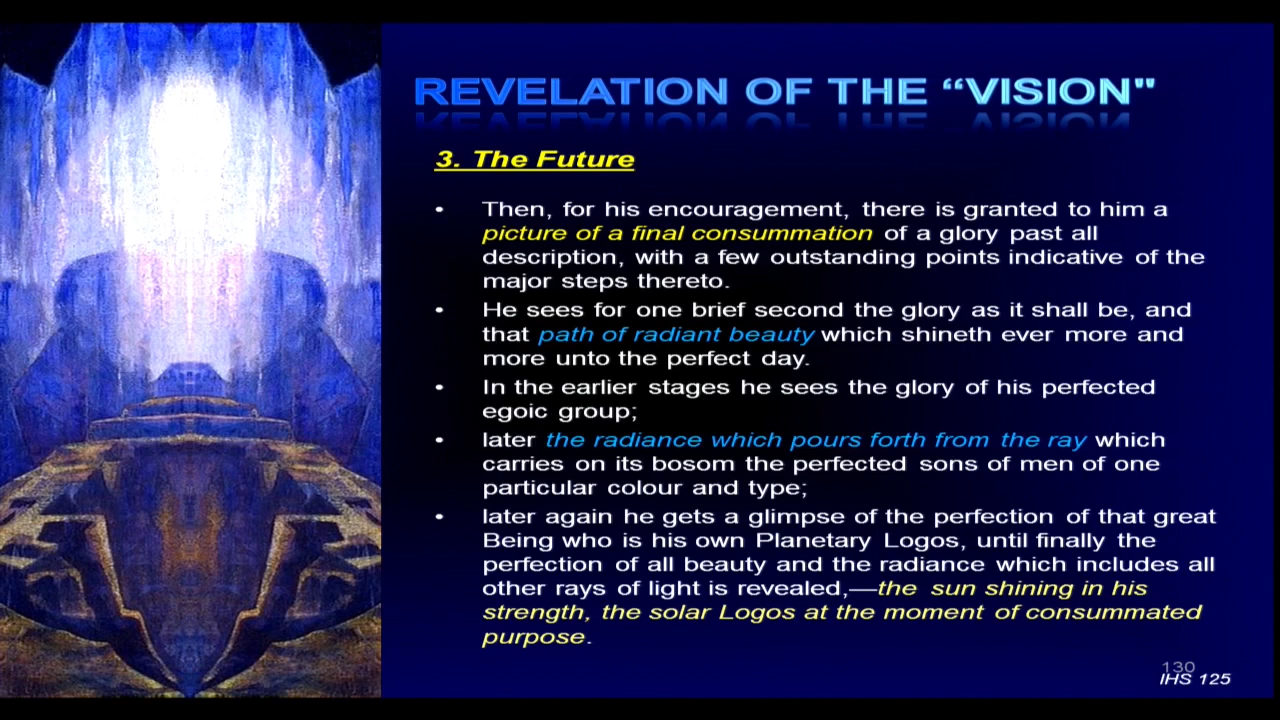 REVELATION OF THE “VISION"
3. The Future
• Then, for his encouragement, there is granted to him a
picture of a final consummation of a glory past all
description, with a few outstanding points indicative of the
major steps thereto.
• He sees for one brief second the glory as it shall be, and
that path of radiant beauty which shineth ever more and
more unto the perfect day.
• In the earlier stages he sees the glory of his perfected
egoic group;
• later the radiance which pours forth from the ray which
carries on its bosom the perfected sons of men of one
particular colour and type;
• later again he gets a glimpse of the perfection of that great
Being who is his own Planetary Logos, until finally the
perfection of all beauty and the radiance which includes all
other rays of light is revealed,—the sun shining in his
strength, the solar Logos at the moment of consummated
purpose.
130
IHS 125